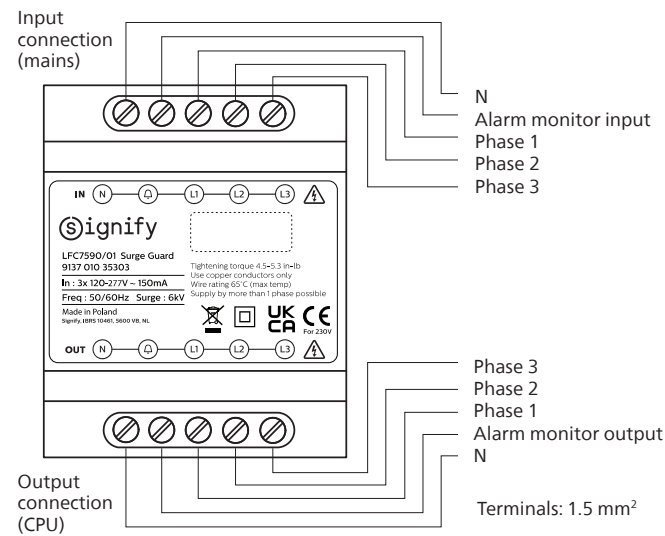 Input
connection
(mains)
N
Alarm monitor input
Phase 1
Phase 2
Phase 3
IN N L1 L2 L3
signify
LFC7590/01 Surge Guard
9137 010 35303
In : 3x 120-277V ~ 150mA
Freq : 50/60Hz Surge : 6kV
Made in Poland
Signify, IBRS 10461, 5600 VB, NL
Tightening torque 4.5-5.3 in-lb
Use copper conductors only
Wire rating 65°C (max temp)
Supply by more than 1 phase possible
UK
CA
CE
For 230V
OUT N L1 L2 L3
Phase 3
Phase 2
Phase 1
Alarm monitor output
N
Output
connection
(CPU)
Terminals: 1.5 mm²